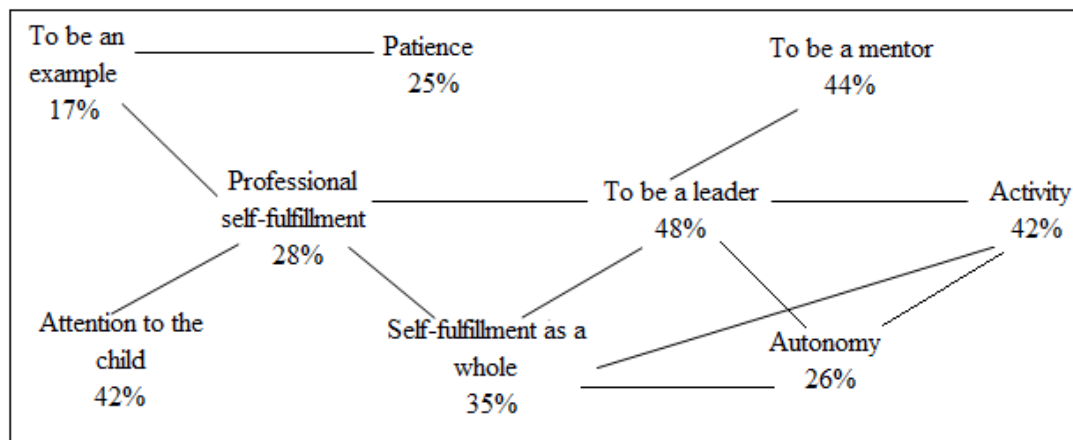 To be an
example
17%
Patience
25%
To be a mentor
44%
Professional
self-fulfillment
28%
To be a leader
48%
Activity
42%
Attention to the
child
42%
Self-fulfillment as a
whole
35%
Autonomy
26%